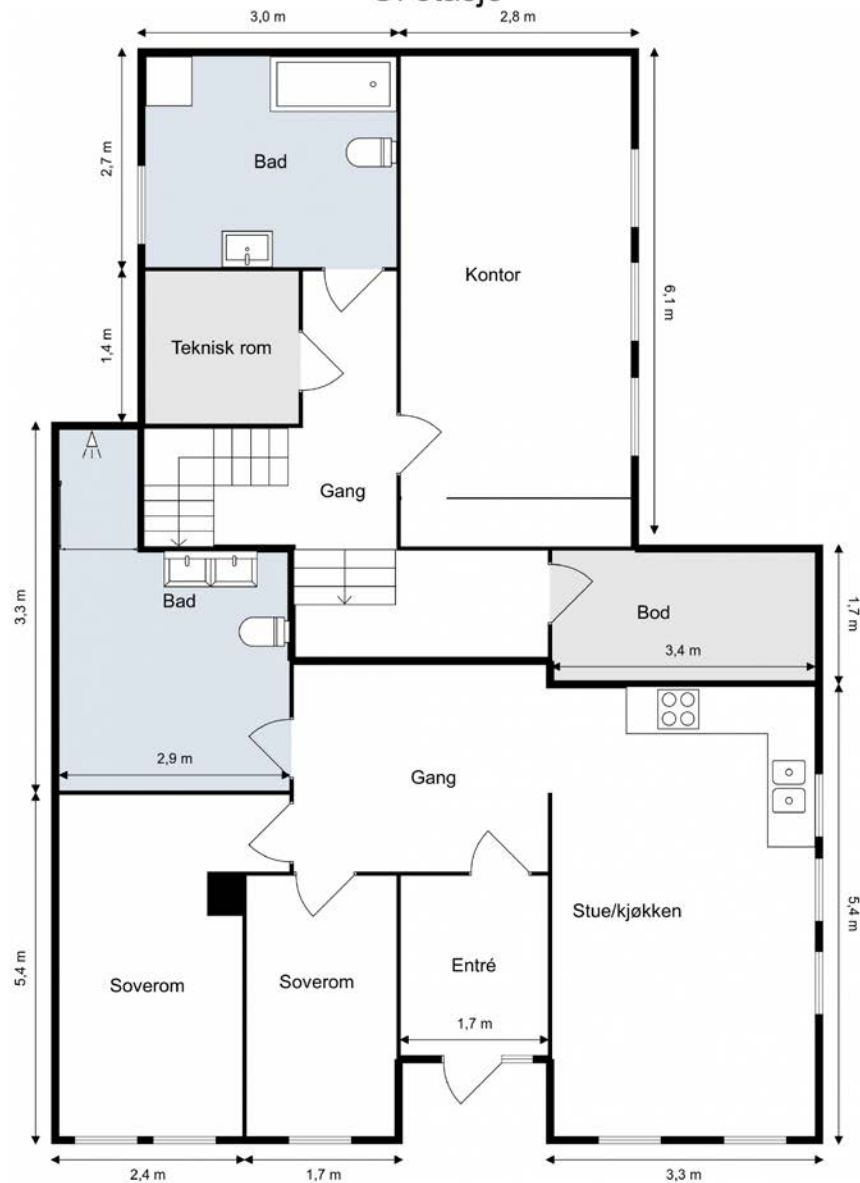 3,0 m
2,8 m
2,7 m
Bad
Kontor
6,1 m
1,4 m
Teknisk rom
Gang
3,3 m
Bad
Bod
1,7 m
3,4 m
2,9 m
Gang
5,4 m
Stue/kjøkken
5,4 m
Soverom
Soverom
Entré
1,7 m
2,4 m
1,7 m
3,3 m